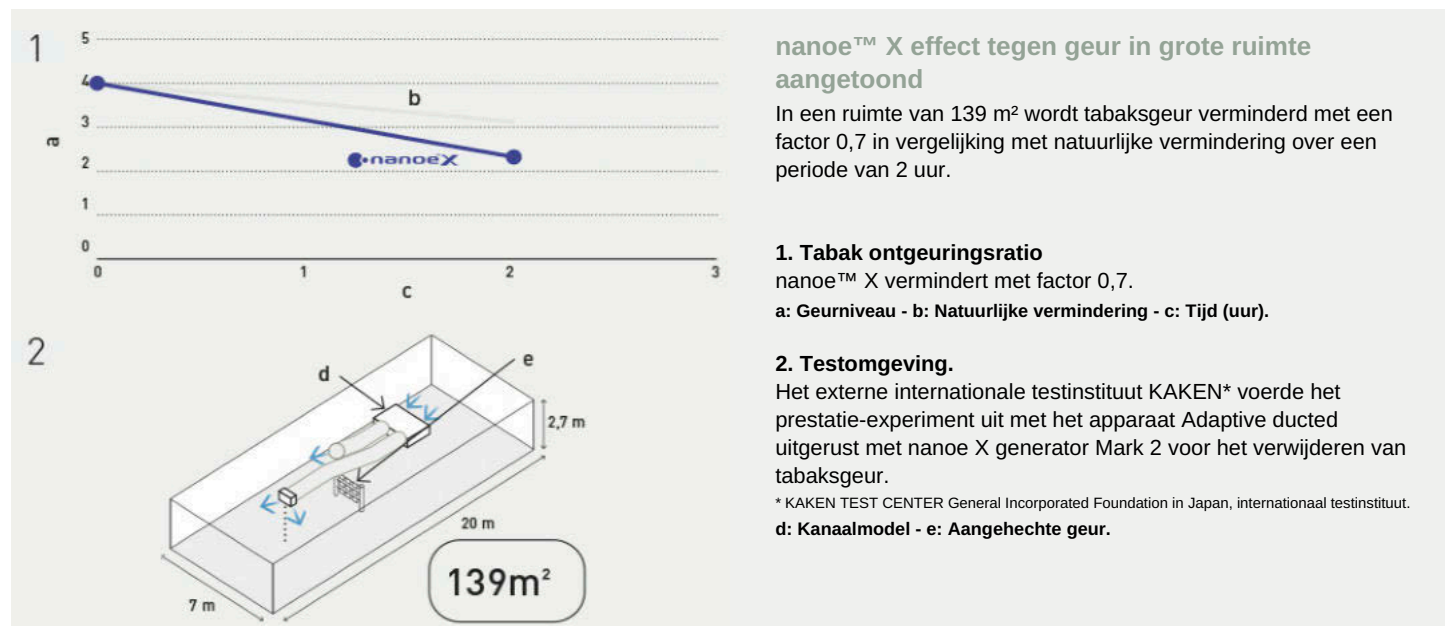 1
5
4
3
2
1
0
a
b
nanoeX
0
1
2
3
c
2
d
e
2,7 m
20 m
7 m
139m²
nanoe™ X effect tegen geur in grote ruimte
aangetoond
In een ruimte van 139 m² wordt tabaksgeur verminderd met een
factor 0,7 in vergelijking met natuurlijke vermindering over een
periode van 2 uur.
1. Tabak ontgeuringsratio
nanoe™ X vermindert met factor 0,7.
a: Geurniveau - b: Natuurlijke vermindering - c: Tijd (uur).
2. Testomgeving.
Het externe internationale testinstituut KAKEN* voerde het
prestatie-experiment uit met het apparaat Adaptive ducted
uitgerust met nanoe X generator Mark 2 voor het verwijderen van
tabaksgeur.
* KAKEN TEST CENTER General Incorporated Foundation in Japan, internationaal testinstituut.
d: Kanaalmodel - e: Aangehechte geur.